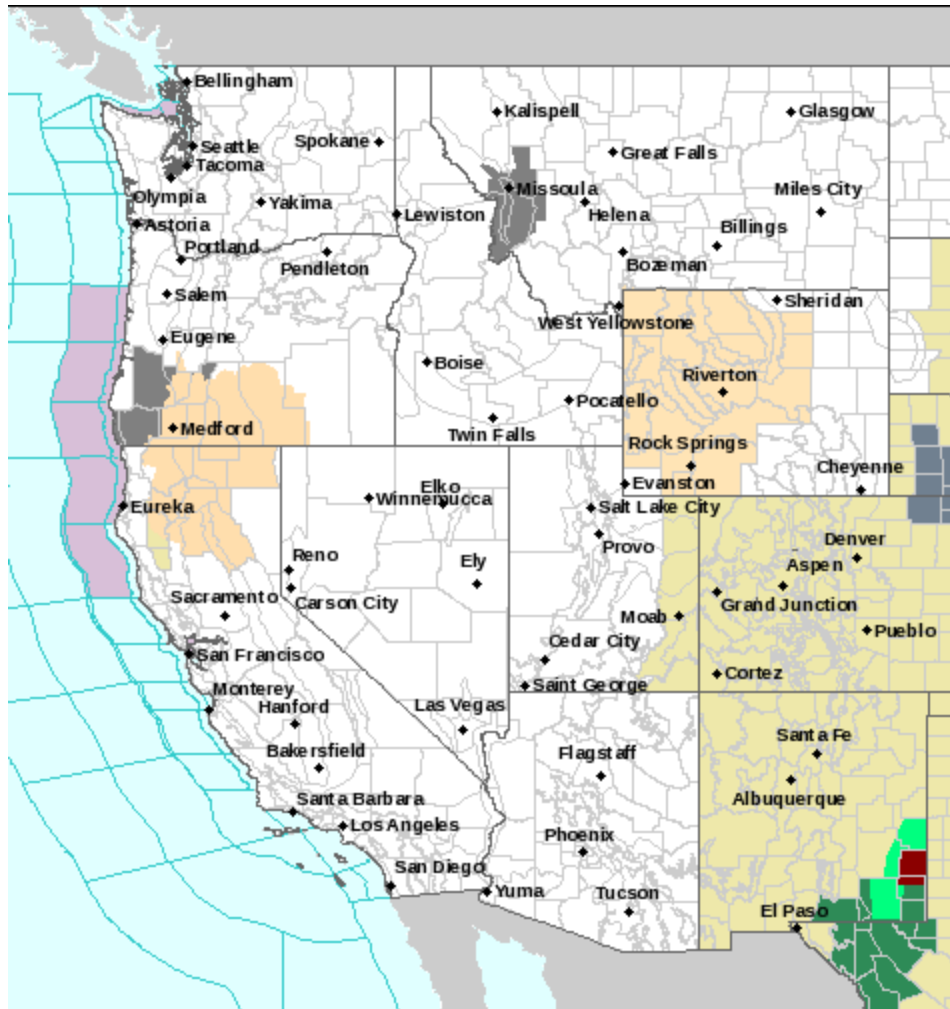 Bellingham
Kalispell
Glasgow
Seattle
Spokane
Great Falls
Tacoma
Missoula
Miles City
Olympia
Yakima
Lewiston
Helena
Astoria
Billings
Portland
Pendleton
Bozeman
Salem
Sheridan
West Yellowstone
Eugene
Boise
Riverton
Pocatello
Medford
Twin Falls
Rock Springs
Cheyenne
Elko
Evanston
Winnemucca
Eureka
Salt Lake City
Denver
Provo
Reno
Ely
Aspen
Sacramento
Carson City
Grand Junction
Moab
Pueblo
Cedar City
San Francisco
Cortez
Saint George
Monterey
Hanford
Las Vegas
Santa Fe
Bakersfield
Flagstaff
Albuquerque
Santa Barbara
Los Angeles
Phoenix
San Diego
Yuma
Tucson
El Paso